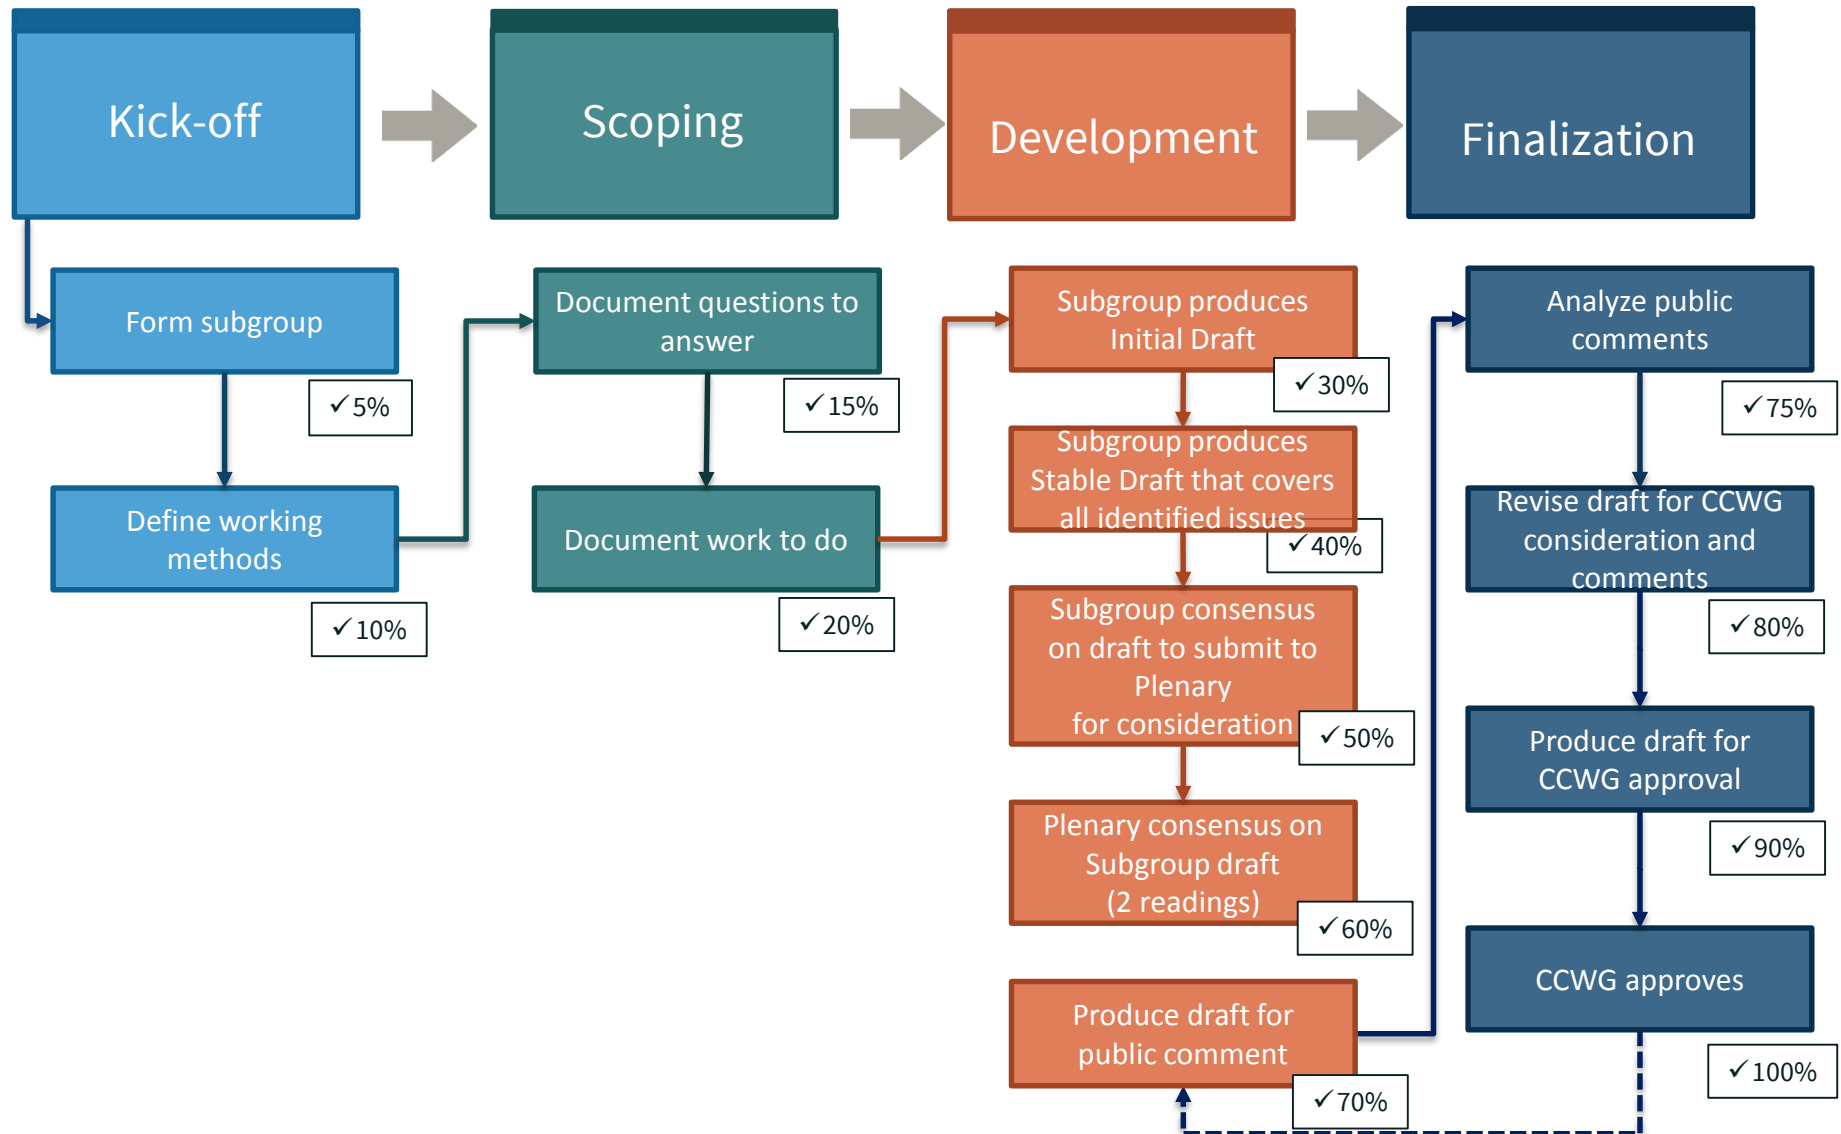 Kick-off
Scoping
Development
Finalization
Form subgroup
✓5%
Define working
methods
✓10%
Document questions to
answer
✓15%
Document work to do
✓20%
Subgroup produces
Initial Draft
✓30%
Subgroup produces
Stable Draft that covers
all identified issues
✓40%
Subgroup consensus
on draft to submit to
Plenary
for consideration
✓50%
Plenary consensus on
Subgroup draft
(2 readings)
✓60%
Produce draft for
public comment
✓70%
Analyze public
comments
✓75%
Revise draft for CCWG
consideration and
comments
✓80%
Produce draft for
CCWG approval
✓90%
CCWG approves
✓100%